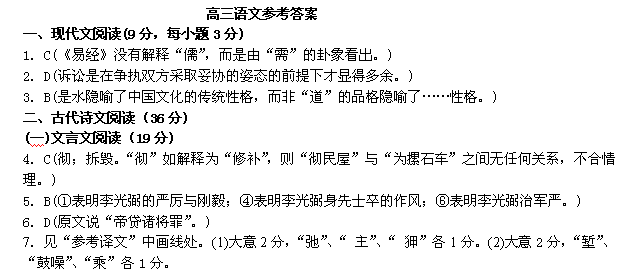 高三语文参考答案
一、现代文阅读(9 分，每小题 3 分)
1. C(《易经》没有解释“儒”，而是由“需”的卦象看出。)
2. D(诉讼是在争执双方采取妥协的姿态的前提下才显得多余。)
3. B(是水隐喻了中国文化的传统性格，而非“道”的品格隐喻了……性格。)
二、古代诗文阅读（36 分）
(一)文言文阅读（19 分）
4. C(彻；拆毁。“彻”如解释为“修补”，则“彻民屋”与“为擂石车”之间无任何关系，不合情
理。)
5. B(①表明李光弼的严厉与刚毅；④表明李光弼身先士卒的作风；⑥表明李光弼治军严。)
6. D(原文说“帝贷诸将罪”。)
7. 见“参考译文”中画线处。(1)大意 2 分，“弛”、“ 主”、“ 狎”各 1 分。(2)大意 2 分，“堑”、
“鼓噪”、“乘”各 1 分。